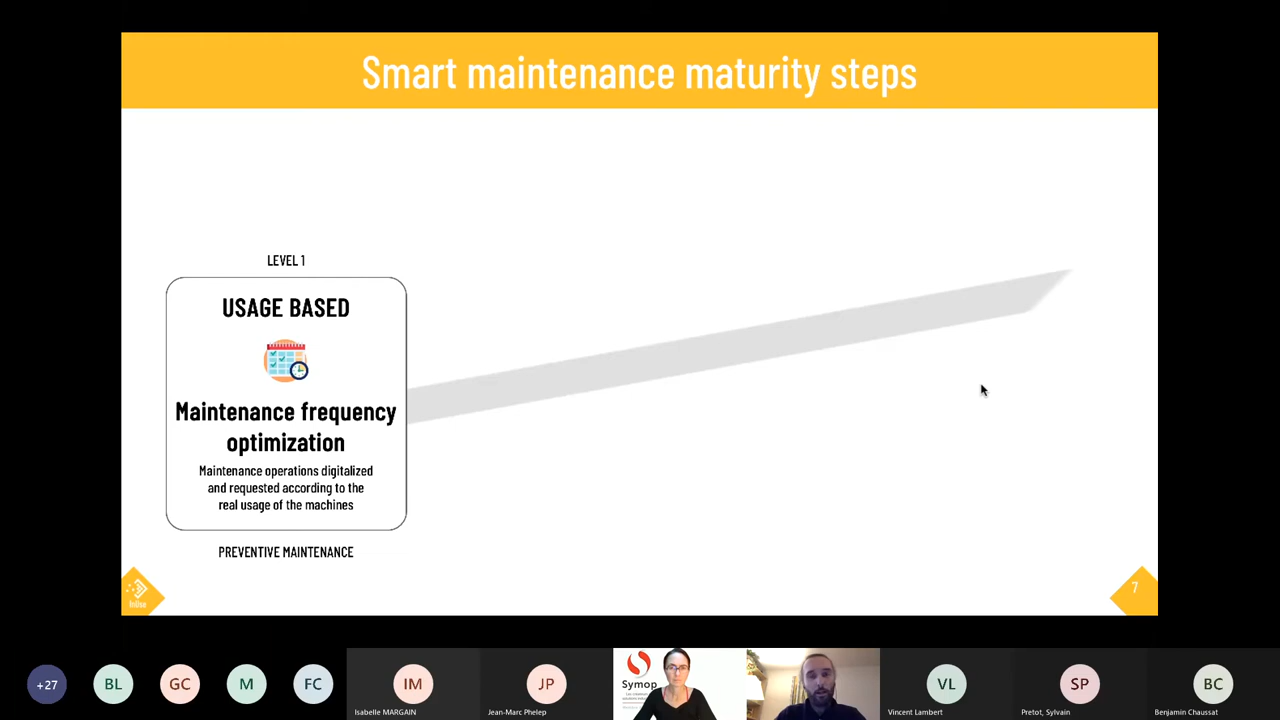 Smart maintenance maturity steps
LEVEL 1
USAGE BASED
Maintenance frequency
optimization
Maintenance operations digitalized
and requested according to the
real usage of the machines
PREVENTIVE MAINTENANCE
InUse
7
+27
BL
GC
M
FC
IM
Isabelle MARGAIN
JP
Jean-Marc Phelep
Symop
VL
Vincent Lambert
SP
Pretot, Sylvain
BC
Benjamin Chaussat